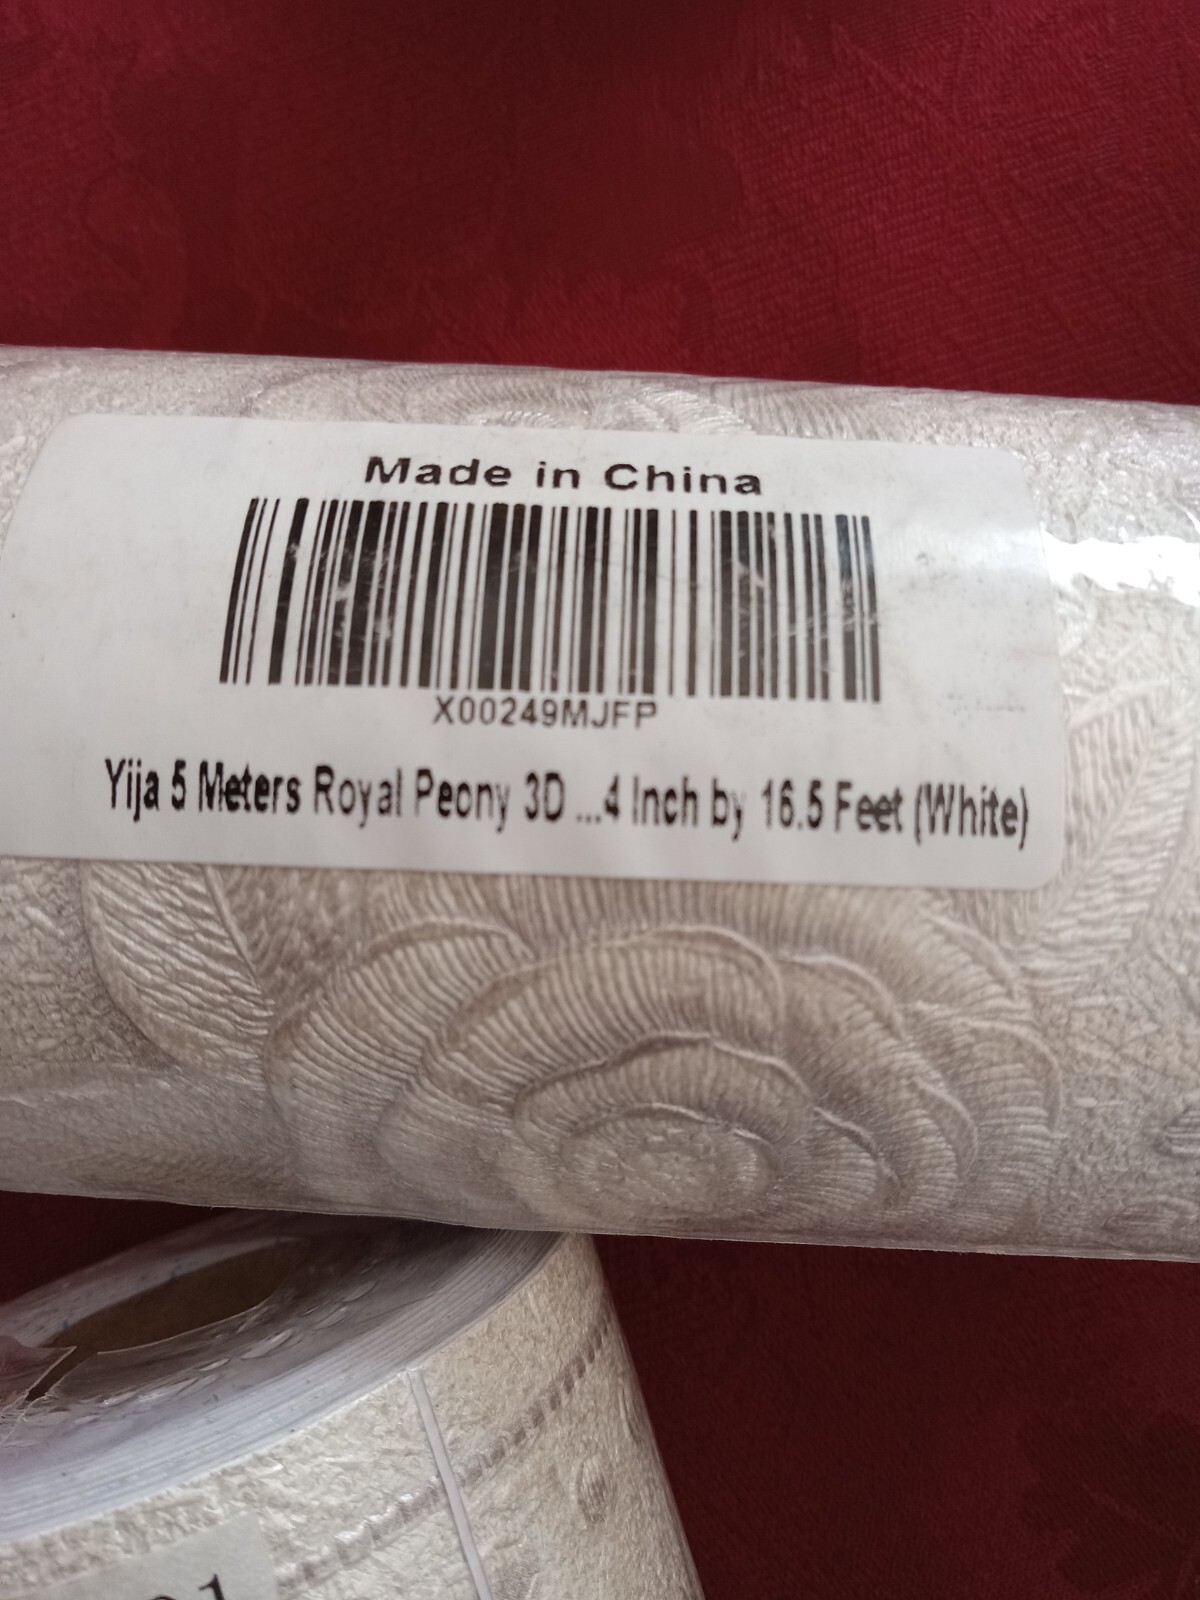 Made in China
X00249MJFP
Yija 5 Meters Royal Peony 3D ...4 Inch by 16.5 Feet (White)